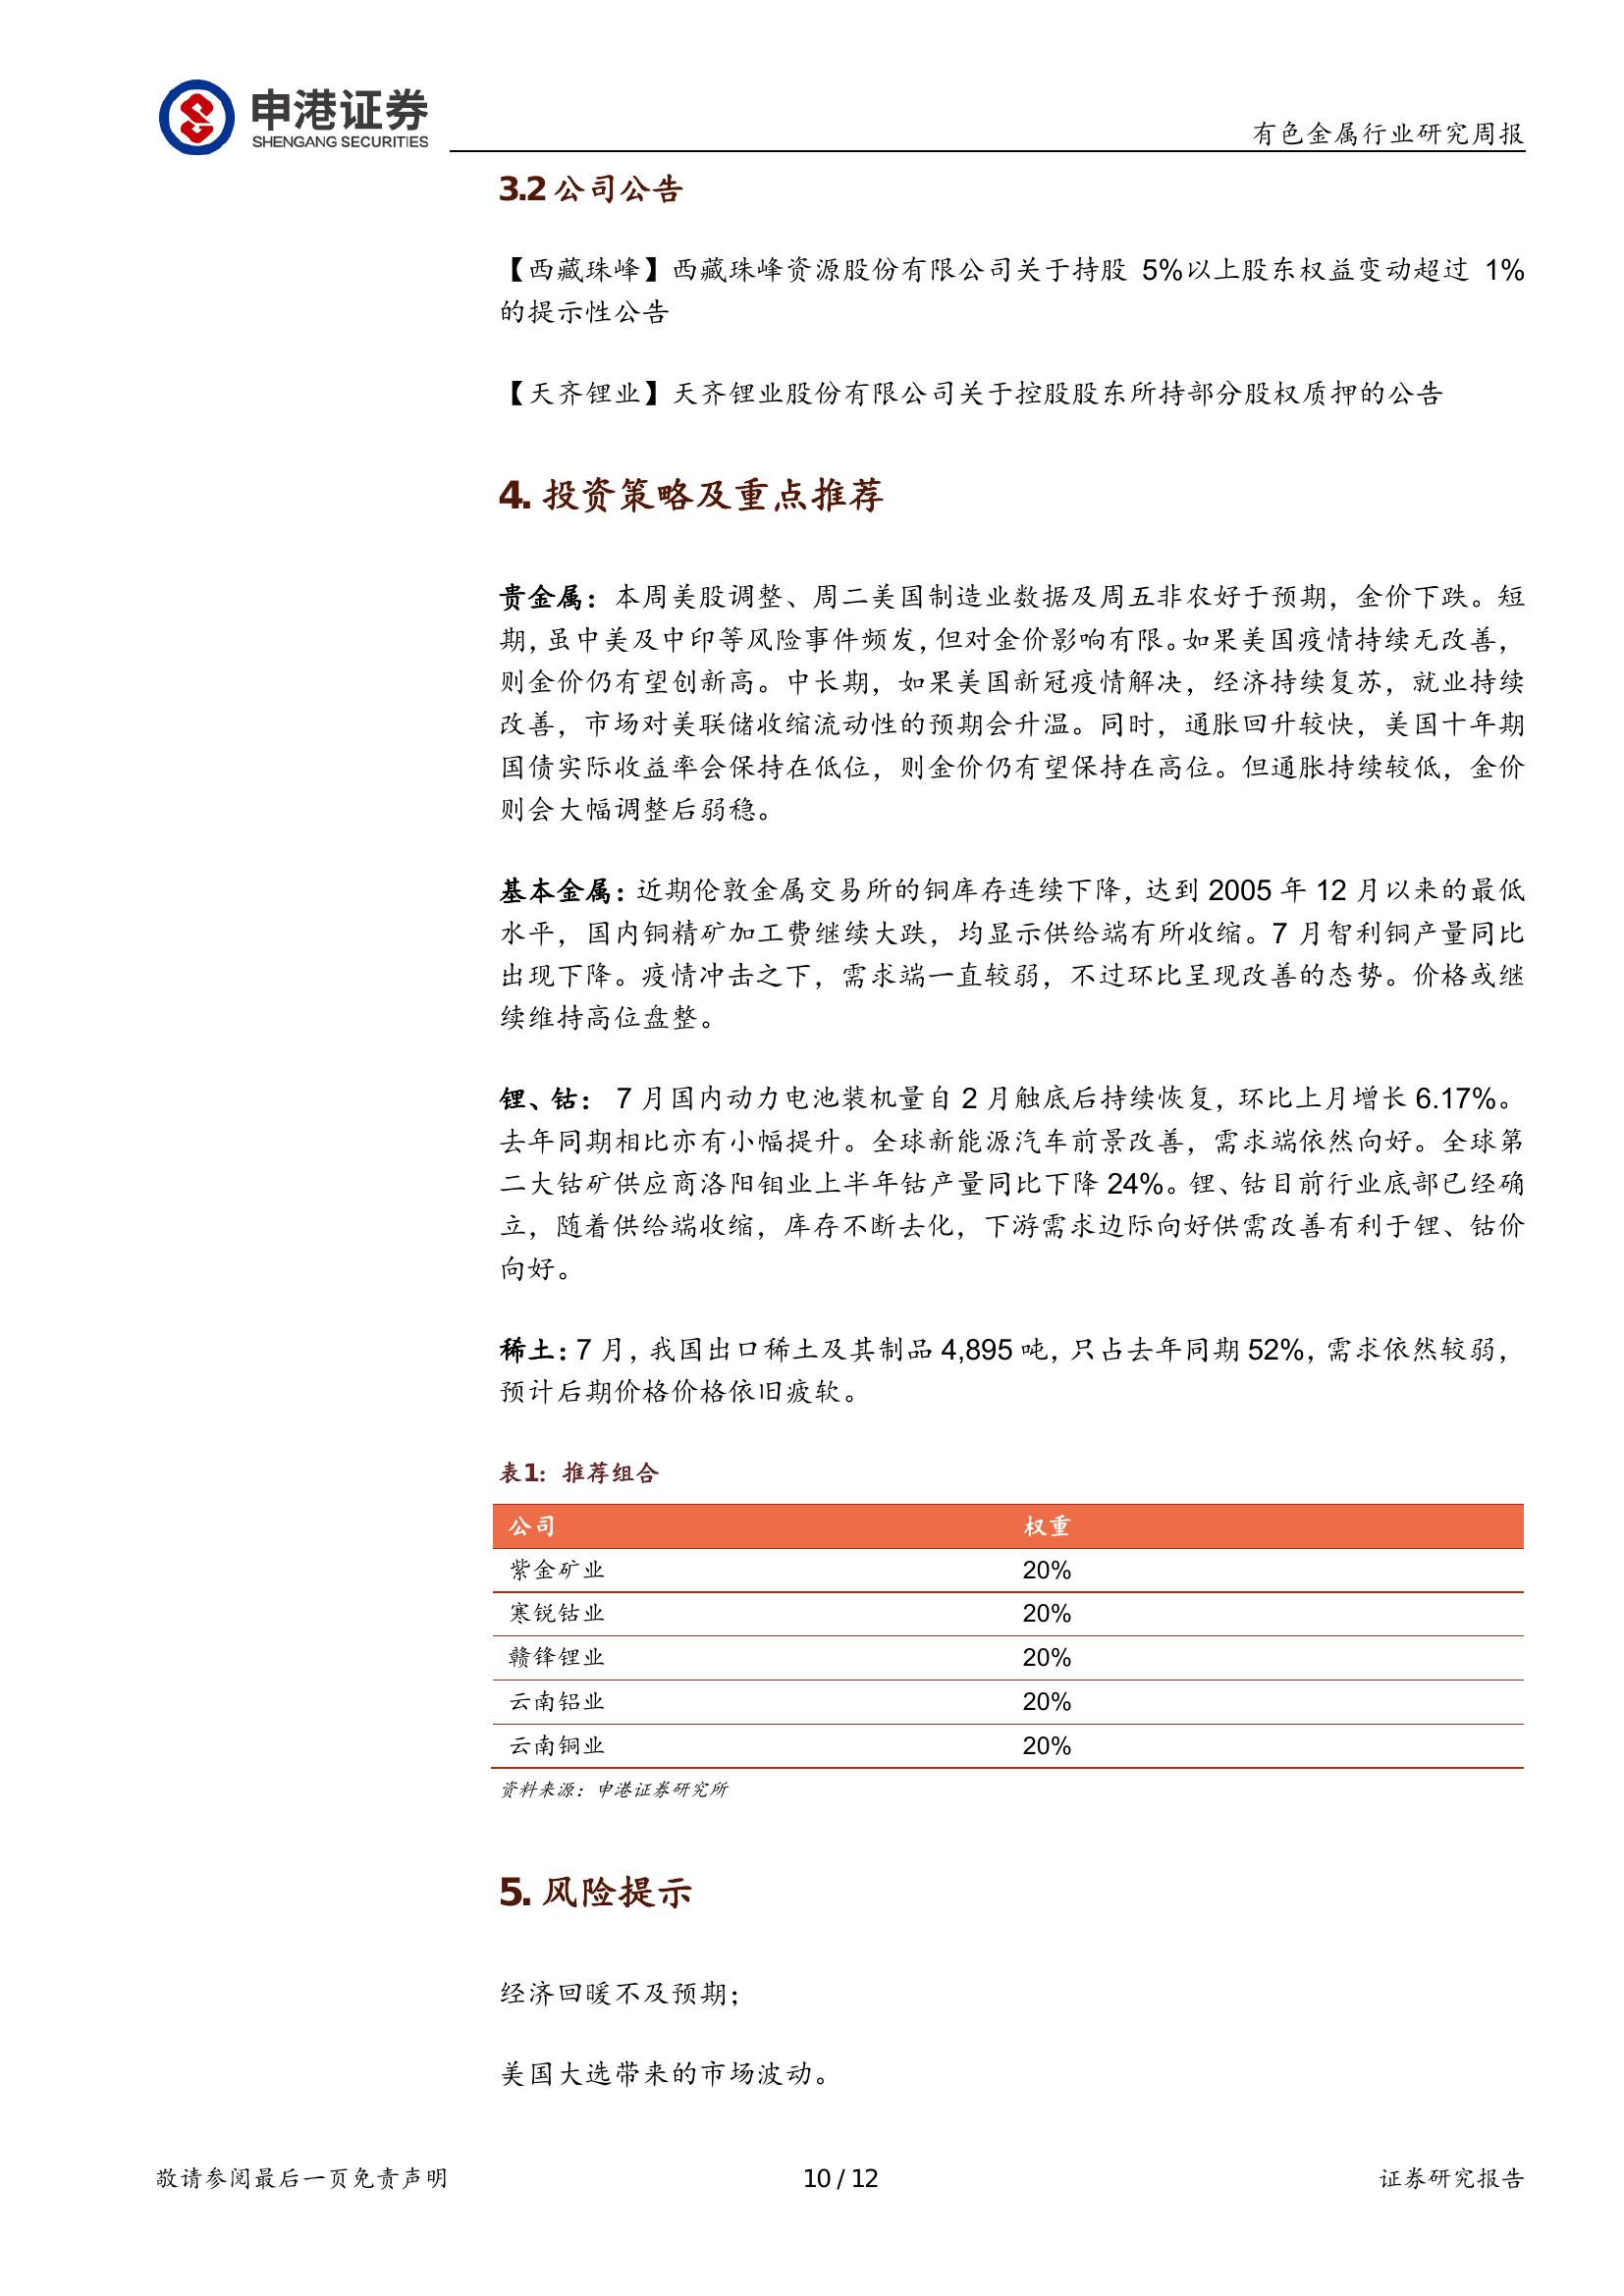 申港证券
SHENGANG SECURITIES
有色金属行业研究周报
3.2 公司公告
【西藏珠峰】西藏珠峰资源股份有限公司关于持股 5%以上股东权益变动超过 1%
的提示性公告
【天齐锂业】天齐锂业股份有限公司关于控股股东所持部分股权质押的公告
4. 投资策略及重点推荐
贵金属：本周美股调整、周二美国制造业数据及周五非农好于预期，金价下跌。短
期，虽中美及中印等风险事件频发，但对金价影响有限。如果美国疫情持续无改善，
则金价仍有望创新高。中长期，如果美国新冠疫情解决，经济持续复苏，就业持续
改善，市场对美联储收缩流动性的预期会升温。同时，通胀回升较快，美国十年期
国债实际收益率会保持在低位，则金价仍有望保持在高位。但通胀持续较低，金价
则会大幅调整后弱稳。
基本金属：近期伦敦金属交易所的铜库存连续下降，达到 2005 年 12 月以来的最低
水平，国内铜精矿加工费继续大跌，均显示供给端有所收缩。7 月智利铜产量同比
出现下降。疫情冲击之下，需求端一直较弱，不过环比呈现改善的态势。价格或继
续维持高位盘整。
锂、钴： 7 月国内动力电池装机量自 2 月触底后持续恢复，环比上月增长 6.17%。
去年同期相比亦有小幅提升。全球新能源汽车前景改善，需求端依然向好。全球第
二大钴矿供应商洛阳钼业上半年钴产量同比下降 24%。锂、钴目前行业底部已经确
立，随着供给端收缩，库存不断去化，下游需求边际向好供需改善有利于锂、钴价
向好。
稀土：7 月，我国出口稀土及其制品 4,895 吨，只占去年同期 52%，需求依然较弱，
预计后期价格价格依旧疲软。
表1：推荐组合
公司 权重
紫金矿业 20%
寒锐钴业 20%
赣锋锂业 20%
云南铝业 20%
云南铜业 20%
资料来源：申港证券研究所
5. 风险提示
经济回暖不及预期；
美国大选带来的市场波动。
敬请参阅最后一页免责声明 10 / 12 证券研究报告